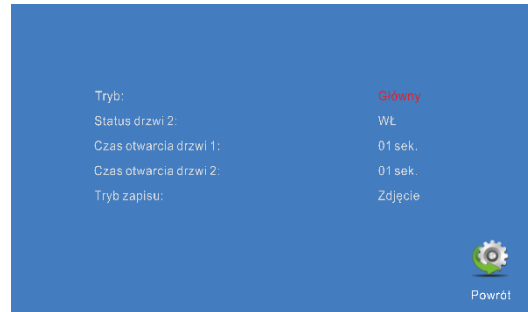 Tryb: Główny
Status drzwi 2: WŁ
Czas otwarcia drzwi 1: 01 sek.
Czas otwarcia drzwi 2: 01 sek.
Tryb zapisu: Zdjęcie
Powrót